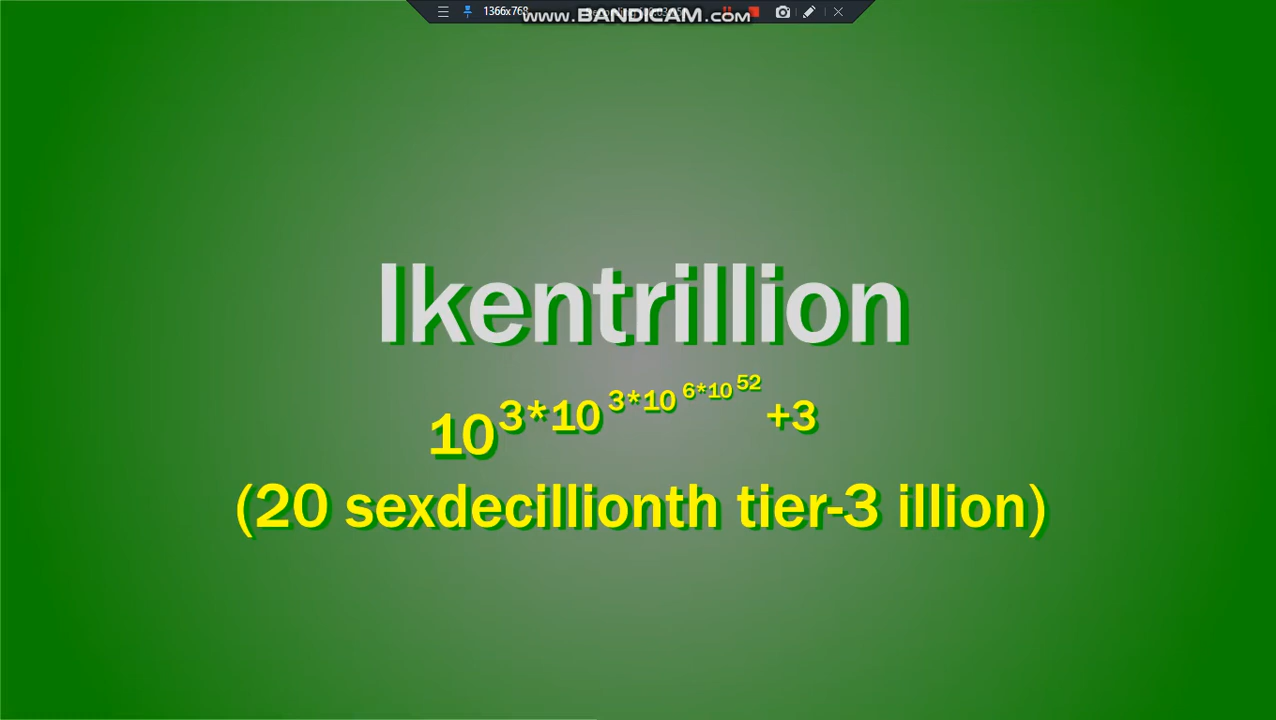 1366x768 www.BANDICAM.com
Ikentrillion
10^3*10^3*10^6*10^52 +3
(20 sexdecillionth tier-3 illion)